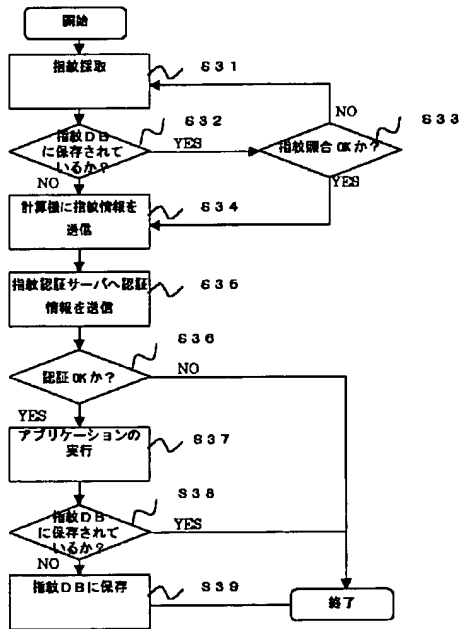 開始
指紋採取
S31
指紋DB
に保存されて
いるか？
S32
YES
NO
指紋照合OKか？
S33
NO
YES
計算機に指紋情報を
送信
S34
指紋認証サーバへ認証
情報を送信
S35
認証OKか？
S36
NO
YES
アプリケーションの
実行
S37
指紋DB
に保存されて
いるか？
S38
YES
NO
指紋DBに保存
S39
終了